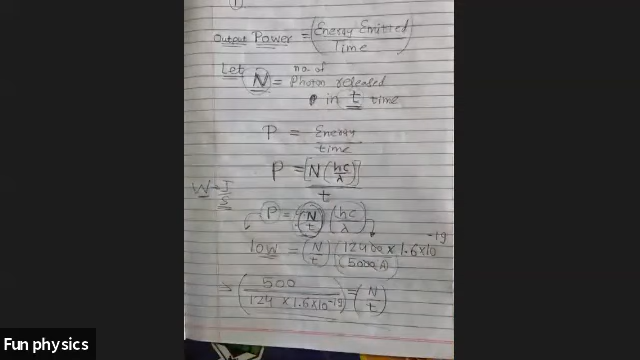 1
Output Power = (Energy Emitted / Time)
Let N = no. of Photon released
in t time
P = Energy / time
P = [N (hc/λ)] / t
W = J/S
P = (N/t) (hc/λ)
10W = (N/t) (12400 × 1.6×10⁻¹⁹ / (5000 A))
⇒ (500 / 124 × 1.6×10⁻¹⁹) = (N/t)
Fun physics